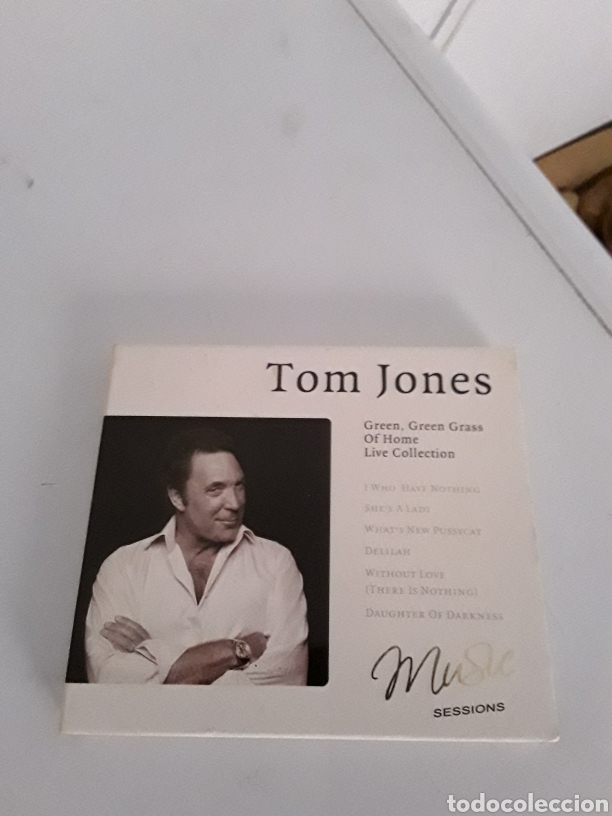 Tom Jones
Green, Green Grass
Of Home
Live Collection
I Who Have Nothing
She's A Lady
What's New Pussycat
Delilah
Without Love
(There Is Nothing)
Daughter Of Darkness
Music
SESSIONS
todocoleccion